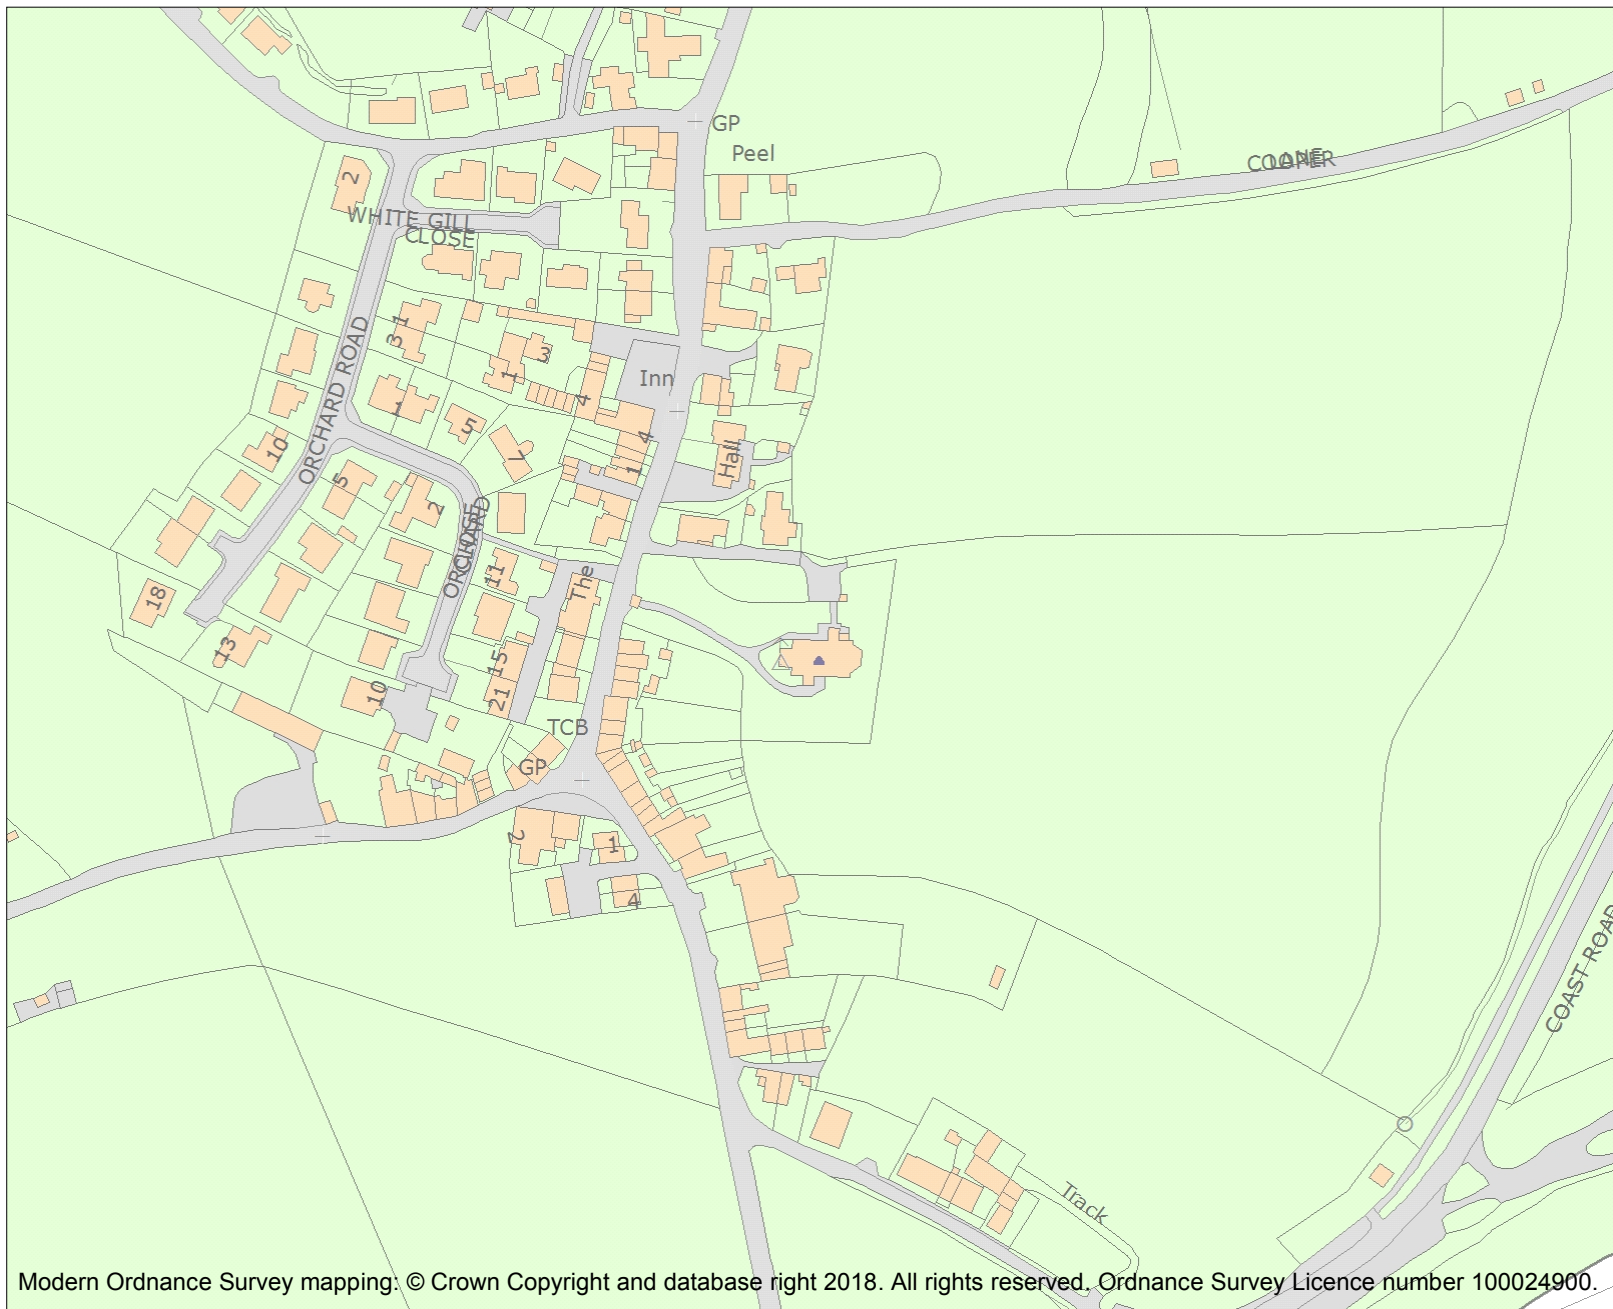 GP
Peel
COOPER
LANE
2
WHITE GILL
CLOSE
1
3
ORCHARD ROAD
3
1
Inn
4
1
5
4
7
1
Hall
10
5
2
ORCHARD
CLOSE
11
The
18
13
15
10
21
TCB
GP
2
1
4
COAST ROAD
Track
Modern Ordnance Survey mapping: © Crown Copyright and database right 2018. All rights reserved. Ordnance Survey Licence number 100024900.